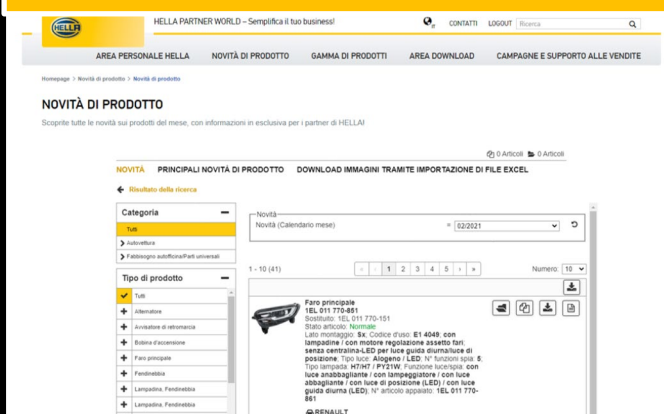 HELLA
HELLA PARTNER WORLD – Semplifica il tuo business!
it CONTATTI LOGOUT Ricerca
AREA PERSONALE HELLA NOVITÀ DI PRODOTTO GAMMA DI PRODOTTI AREA DOWNLOAD CAMPAGNE E SUPPORTO ALLE VENDITE
Homepage > Novità di prodotto > Novità di prodotto
NOVITÀ DI PRODOTTO
Scoprite tutte le novità sui prodotti del mese, con informazioni in esclusiva per i partner di HELLA!
0 Articoli 0 Articoli
NOVITÀ PRINCIPALI NOVITÀ DI PRODOTTO DOWNLOAD IMMAGINI TRAMITE IMPORTAZIONE DI FILE EXCEL
Risultato della ricerca
Categoria
Tutti
Autovettura
Fabbisogno autofficina/Parti universali
Novità
Novità (Calendario mese) = 02/2021
1 - 10 (41) « ‹ 1 2 3 4 5 › » Numero: 10
Tipo di prodotto
Tutti
Alternatore
Avvisatore di retromarcia
Bobina d'accensione
Faro principale
Fendinebbia
Lampadina, Fendinebbia
Lampadina, Fendinebbia
Faro principale
1EL 011 770-851
Sostituito: 1EL 011 770-151
Stato articolo: Normale
Lato montaggio: Sx; Codice d'uso: E1 4049; con
lampadine / con motore regolazione assetto fari;
senza centralina-LED per luce guida diurna/luce di
posizione; Tipo luce: Alogeno / LED; N° funzioni spia: 5;
Tipo lampada: H7/H7 / PY21W; Funzione luce/spia: con
luce anabbagliante / con lampeggiatore / con luce
abbagliante / con luce di posizione (LED) / con luce
guida diurna (LED); N° articolo appaiato: 1EL 011 770-
861
RENAULT